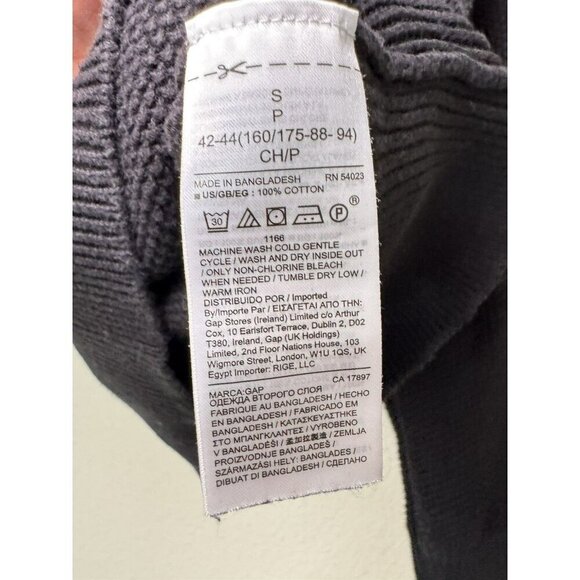 S
P
42-44(160/175-88- 94)
CH/P
MADE IN BANGLADESH RN 54023
US/GB/EG : 100% COTTON
30 P ®
1166
MACHINE WASH COLD GENTLE
CYCLE / WASH AND DRY INSIDE OUT
/ ONLY NON-CHLORINE BLEACH
WHEN NEEDED / TUMBLE DRY LOW /
WARM IRON
DISTRIBUIDO POR / Imported
By/Importe Par / ΕΙΣΑΓΕΤΑΙ ΑΠΟ ΤΗΝ:
Gap Stores (Ireland) Limited c/o Arthur
Cox, 10 Earlsfort Terrace, Dublin 2, D02
T380, Ireland, Gap (UK Holdings)
Limited, 2nd Floor Nations House, 103
Wigmore Street, London, W1U 1QS, UK
Egypt Importer: RIGE, LLC
MARCA:GAP CA 17897
ОДЕЖДА ВТОРОГО СЛОЯ
FABRIQUE AU BANGLADESH / HECHO
EN BANGLADESH / FABRICADO EM
BANGLADESH / ΚΑΤΑΣΚΕΥΑΣΤΗΚΕ
ΣΤΟ ΜΠΑΝΓΚΛΑΝΤΕΣ / VYROBENO
V BANGLADÉŠI / 孟加拉製造 / ZEMLJA
PROIZVODNJE BANGLADEŠ /
SZÁRMAZÁSI HELY: BANGLADES /
DIBUAT DI BANGLADESH / СДЕЛАНО